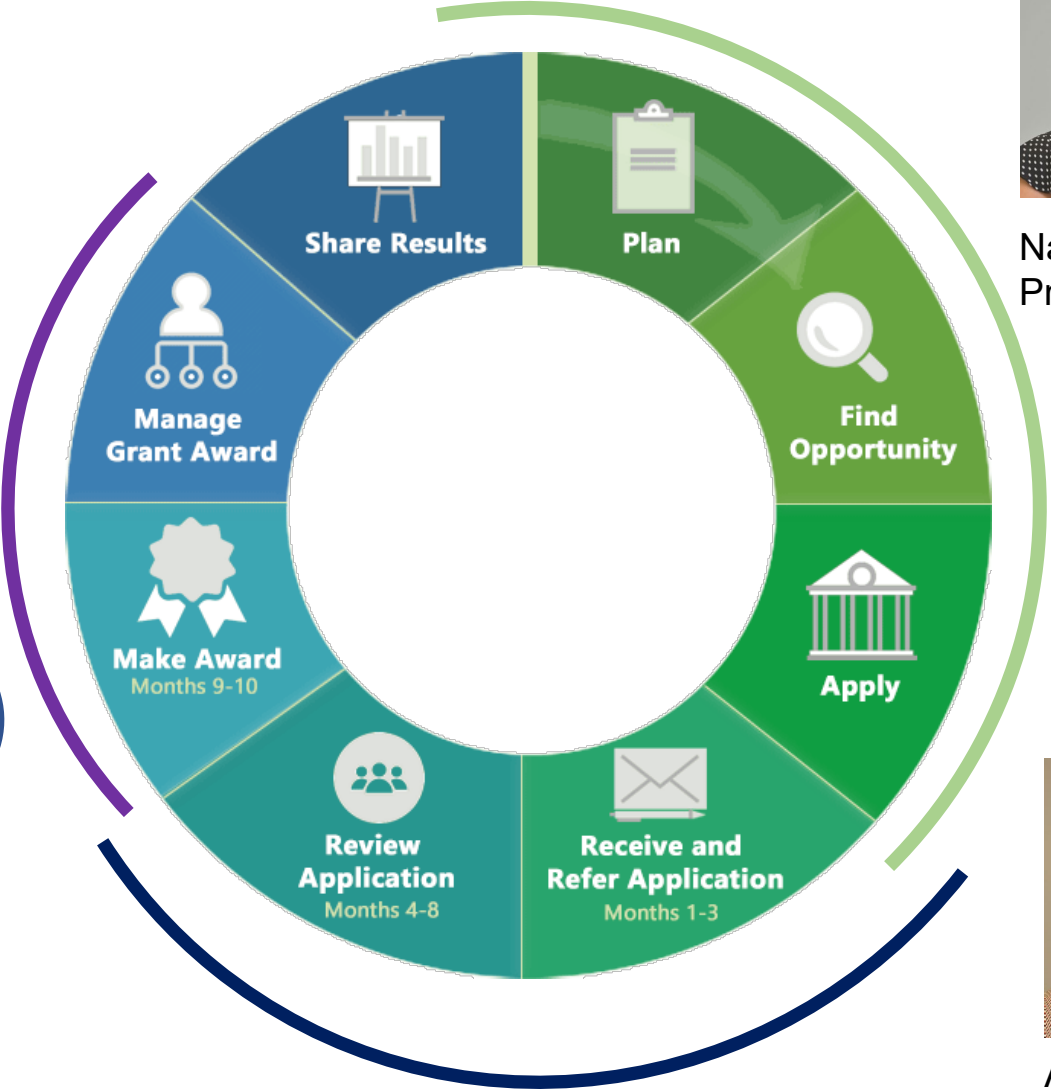 Share Results
Plan
Manage
Grant Award
Find
Opportunity
Make Award
Months 9-10
Apply
Review
Application
Months 4-8
Receive and
Refer Application
Months 1-3